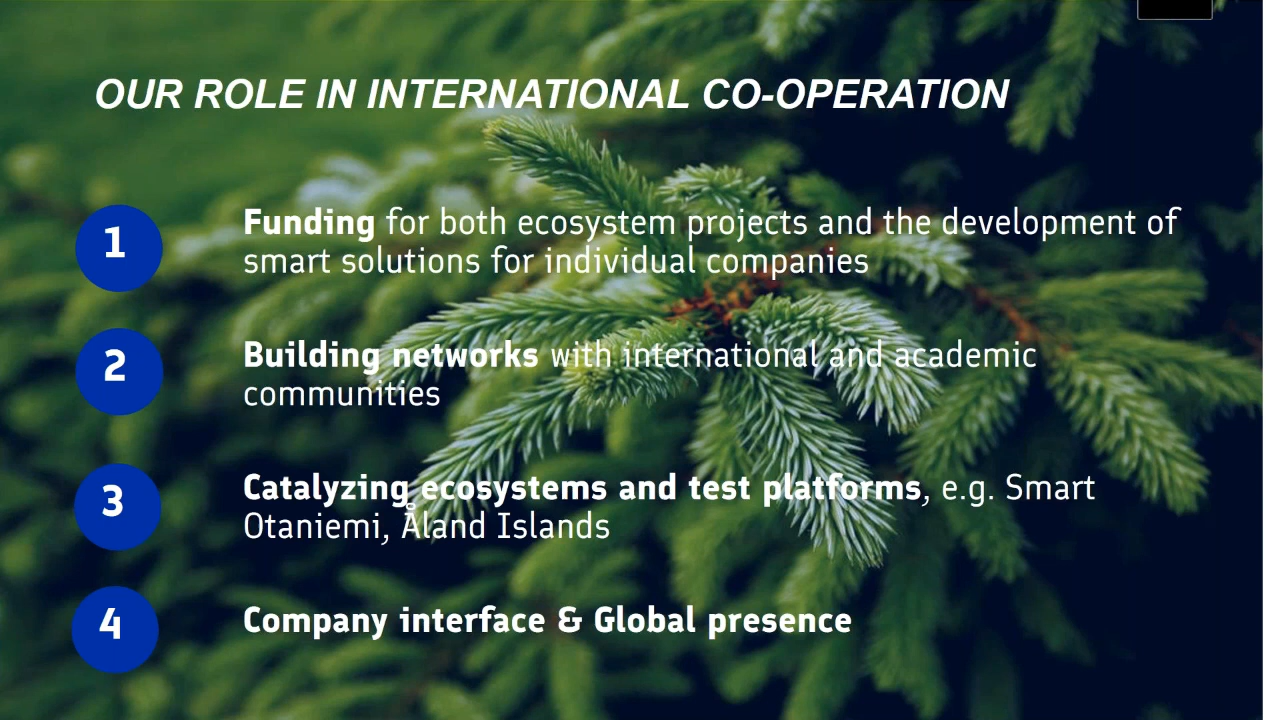 OUR ROLE IN INTERNATIONAL CO-OPERATION
1
Funding for both ecosystem projects and the development of
smart solutions for individual companies
2
Building networks with international and academic
communities
3
Catalyzing ecosystems and test platforms, e.g. Smart
Otaniemi, Åland Islands
4
Company interface & Global presence